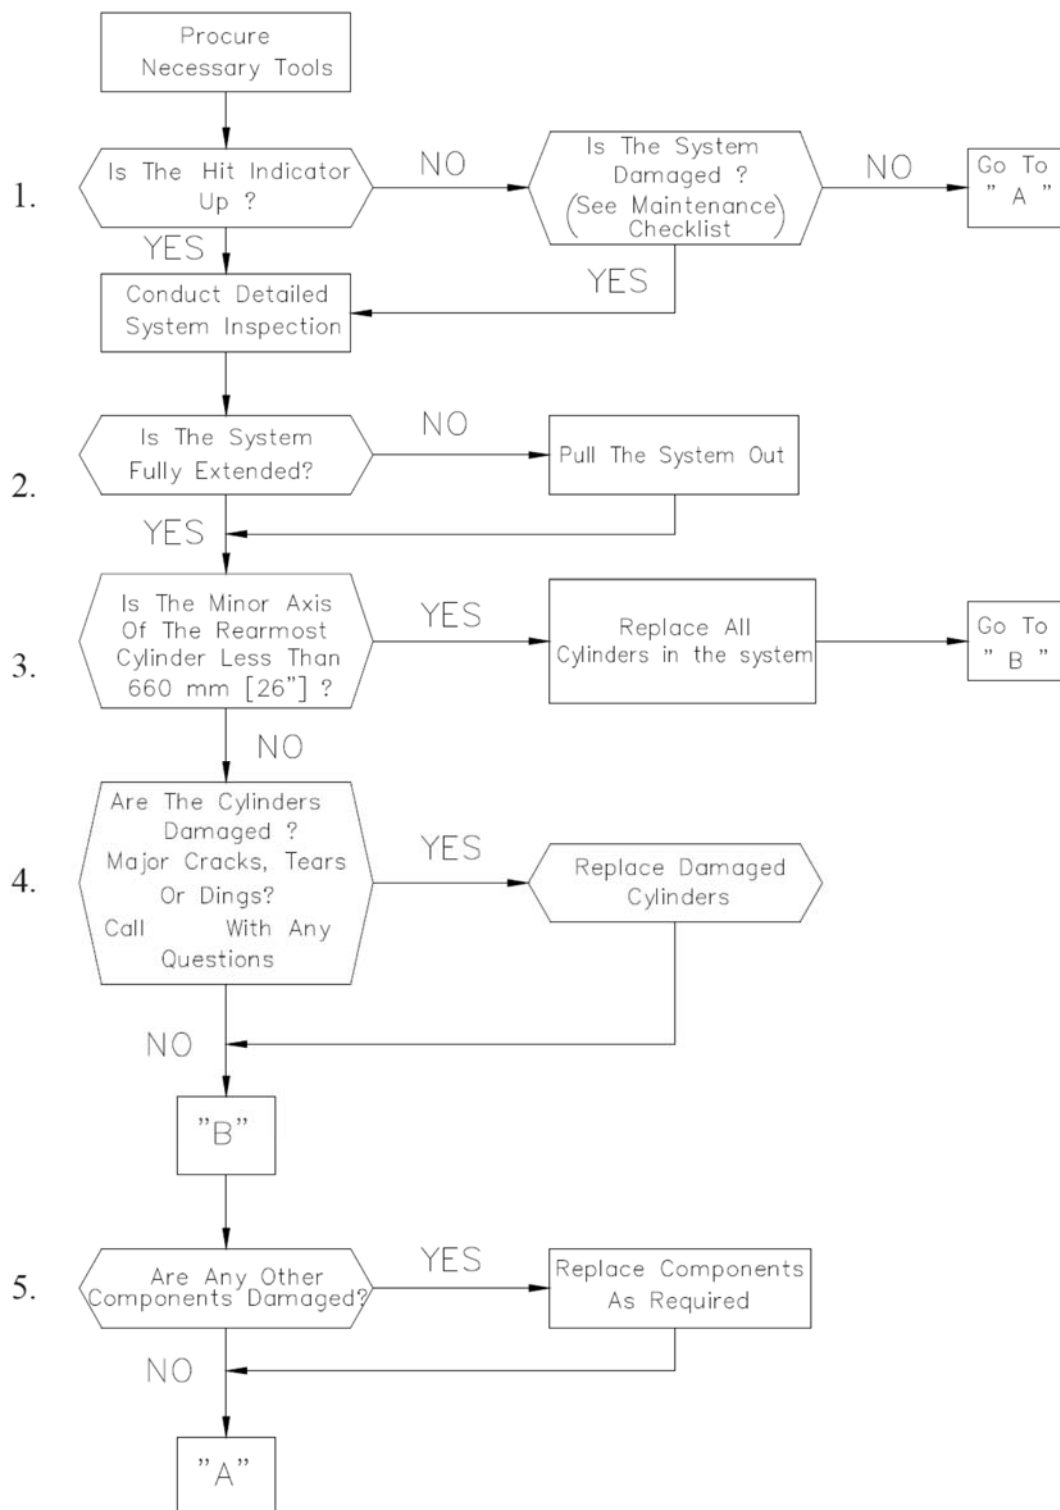 Procure
Necessary Tools
1.
Is The Hit Indicator
Up ?
NO
Is The System
Damaged ?
(See Maintenance)
Checklist
NO
Go To
" A "
YES
YES
Conduct Detailed
System Inspection
2.
Is The System
Fully Extended?
NO
Pull The System Out
YES
3.
Is The Minor Axis
Of The Rearmost
Cylinder Less Than
660 mm [26"] ?
YES
Replace All
Cylinders in the system
Go To
" B "
NO
4.
Are The Cylinders
Damaged ?
Major Cracks, Tears
Or Dings?
Call With Any
Questions
YES
Replace Damaged
Cylinders
NO
"B"
5.
Are Any Other
Components Damaged?
YES
Replace Components
As Required
NO
"A"